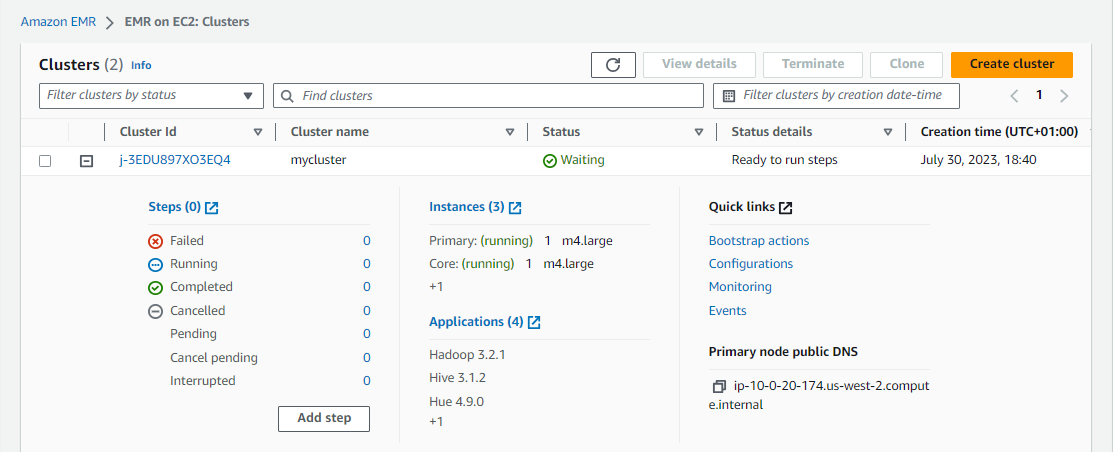 Amazon EMR > EMR on EC2: Clusters
Clusters (2) Info View details Terminate Clone Create cluster
Filter clusters by status Find clusters Filter clusters by creation date-time < 1 >
Cluster Id Cluster name Status Status details Creation time (UTC+01:00)
j-3EDU897XO3EQ4 mycluster Waiting Ready to run steps July 30, 2023, 18:40
Steps (0)
Failed 0
Running 0
Completed 0
Cancelled 0
Pending 0
Cancel pending 0
Interrupted 0
Add step
Instances (3)
Primary: (running) 1 m4.large
Core: (running) 1 m4.large
+1
Applications (4)
Hadoop 3.2.1
Hive 3.1.2
Hue 4.9.0
+1
Quick links
Bootstrap actions
Configurations
Monitoring
Events
Primary node public DNS
ip-10-0-20-174.us-west-2.comput
e.internal